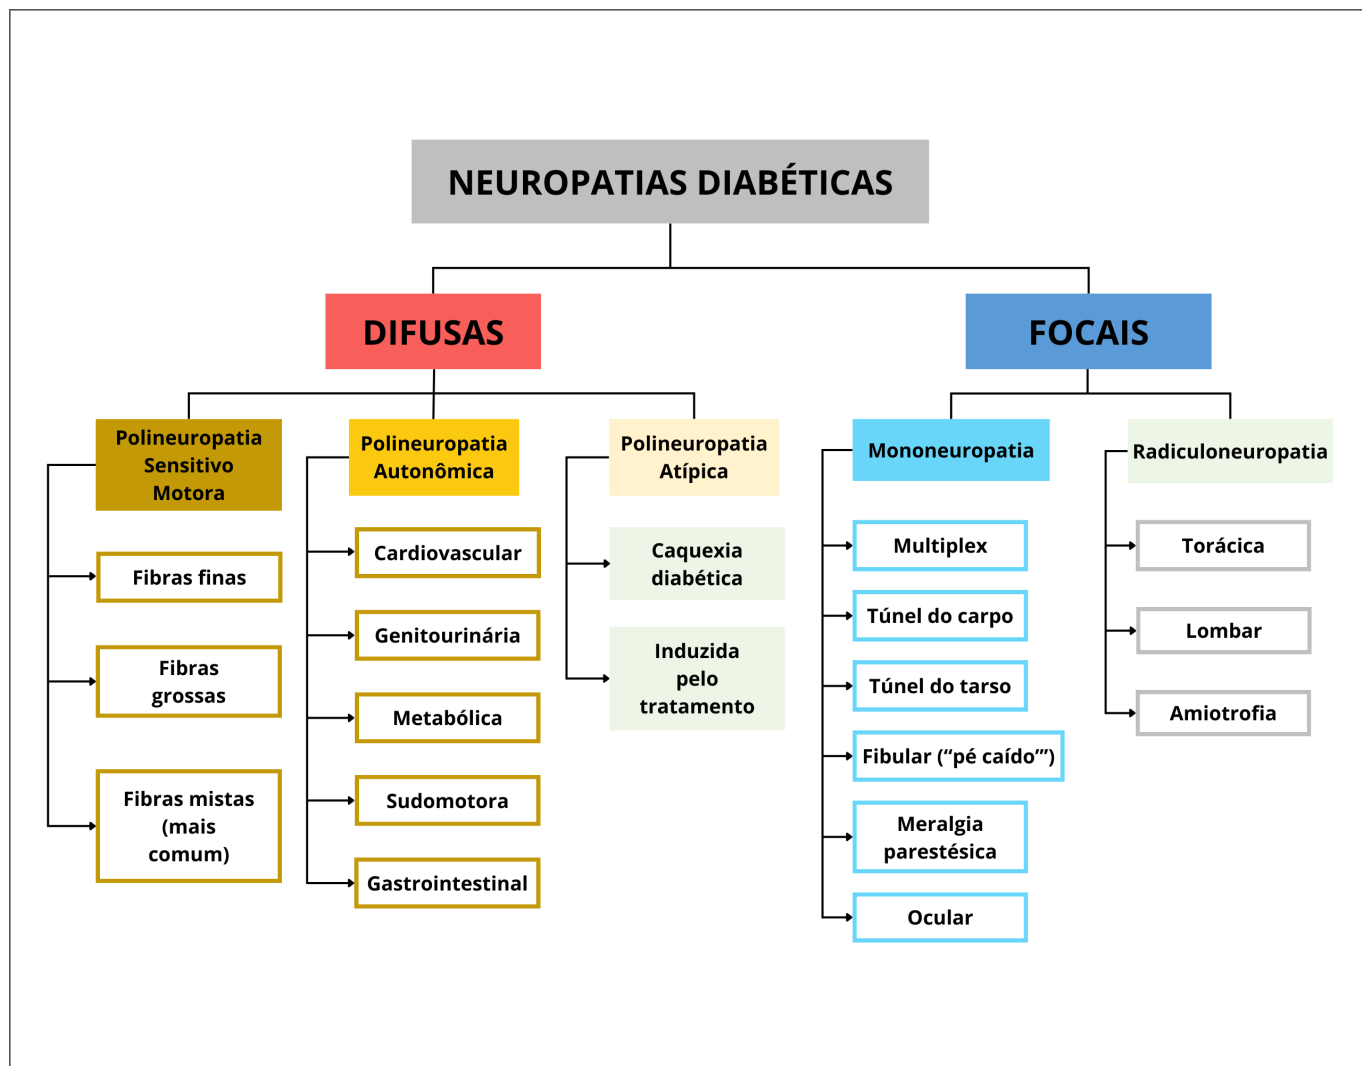 NEUROPATIAS DIABÉTICAS
DIFUSAS
FOCAIS
Polineuropatia
Sensitivo
Motora
Fibras finas
Fibras
grossas
Fibras mistas
(mais
comum)
Polineuropatia
Autonômica
Cardiovascular
Genitourinária
Metabólica
Sudomotora
Gastrointestinal
Polineuropatia
Atípica
Caquexia
diabética
Induzida
pelo
tratamento
Mononeuropatia
Multiplex
Túnel do carpo
Túnel do tarso
Fibular (“pé caído’”)
Meralgia
parestésica
Ocular
Radiculoneuropatia
Torácica
Lombar
Amiotrofia